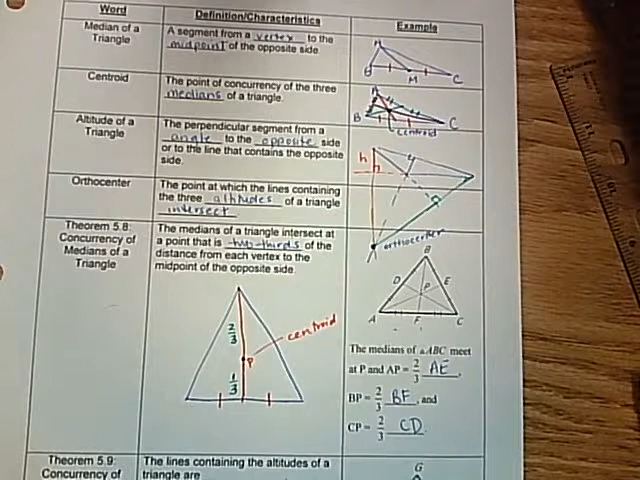 Word Definition/Characteristics Example
Median of a Triangle
A segment from a vertex to the
midpoint of the opposite side.
A
B M C
Centroid
The point of concurrency of the three
medians of a triangle.
A
B C
centroid
Altitude of a
Triangle
The perpendicular segment from a
angle to the opposite side
or to the line that contains the opposite
side.
h
Orthocenter
The point at which the lines containing
the three altitudes of a triangle
intersect
orthocenter
Theorem 5.8:
Concurrency of
Medians of a
Triangle
The medians of a triangle intersect at
a point that is two-thirds of the
distance from each vertex to the
midpoint of the opposite side.
2/3
1/3
P
centroid
B
D E
P
A F C
The medians of △ABC meet
at P and AP = 2/3 AE,
BP = 2/3 BF, and
CP = 2/3 CD.
Theorem 5.9:
Concurrency of
The lines containing the altitudes of a
triangle are
G